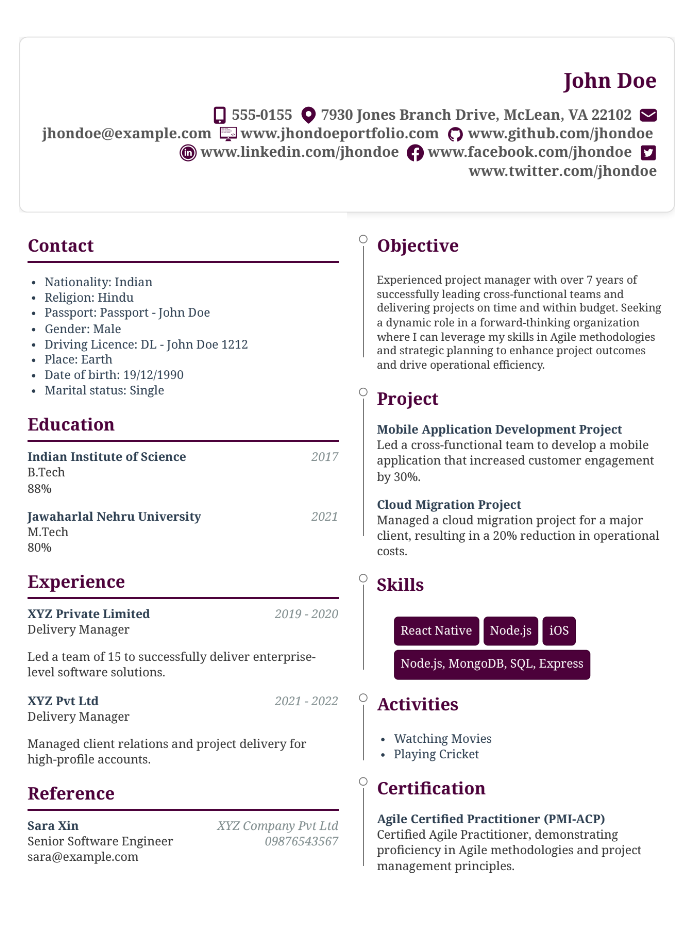 John Doe
555-0155 7930 Jones Branch Drive, McLean, VA 22102
jhondoe@example.com www.jhondoeportfolio.com www.github.com/jhondoe
www.linkedin.com/jhondoe www.facebook.com/jhondoe
www.twitter.com/jhondoe
Contact
• Nationality: Indian
• Religion: Hindu
• Passport: Passport - John Doe
• Gender: Male
• Driving Licence: DL - John Doe 1212
• Place: Earth
• Date of birth: 19/12/1990
• Marital status: Single
Education
Indian Institute of Science 2017
B.Tech
88%
Jawaharlal Nehru University 2021
M.Tech
80%
Experience
XYZ Private Limited 2019 - 2020
Delivery Manager
Led a team of 15 to successfully deliver enterprise-
level software solutions.
XYZ Pvt Ltd 2021 - 2022
Delivery Manager
Managed client relations and project delivery for
high-profile accounts.
Reference
Sara Xin XYZ Company Pvt Ltd
Senior Software Engineer 09876543567
sara@example.com
Objective
Experienced project manager with over 7 years of
successfully leading cross-functional teams and
delivering projects on time and within budget. Seeking
a dynamic role in a forward-thinking organization
where I can leverage my skills in Agile methodologies
and strategic planning to enhance project outcomes
and drive operational efficiency.
Project
Mobile Application Development Project
Led a cross-functional team to develop a mobile
application that increased customer engagement
by 30%.
Cloud Migration Project
Managed a cloud migration project for a major
client, resulting in a 20% reduction in operational
costs.
Skills
React Native Node.js iOS
Node.js, MongoDB, SQL, Express
Activities
• Watching Movies
• Playing Cricket
Certification
Agile Certified Practitioner (PMI-ACP)
Certified Agile Practitioner, demonstrating
proficiency in Agile methodologies and project
management principles.